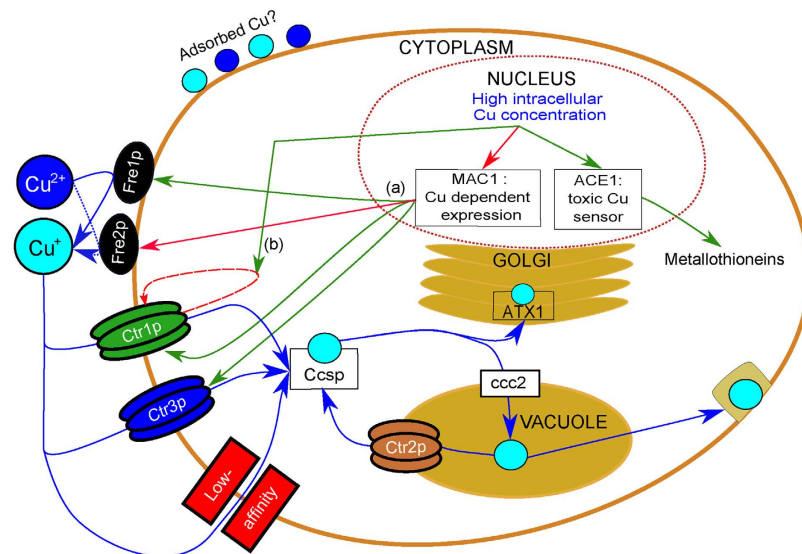 Adsorbed Cu?
CYTOPLASM
NUCLEUS
High intracellular
Cu concentration
Cu2+
Fre1p
(a)
MAC1 :
Cu dependent
expression
ACE1:
toxic Cu
sensor
Cu+
Fre2p
(b)
GOLGI
Metallothioneins
ATX1
Ctr1p
Ccsp
ccc2
Ctr3p
VACUOLE
Ctr2p
Low-
affinity